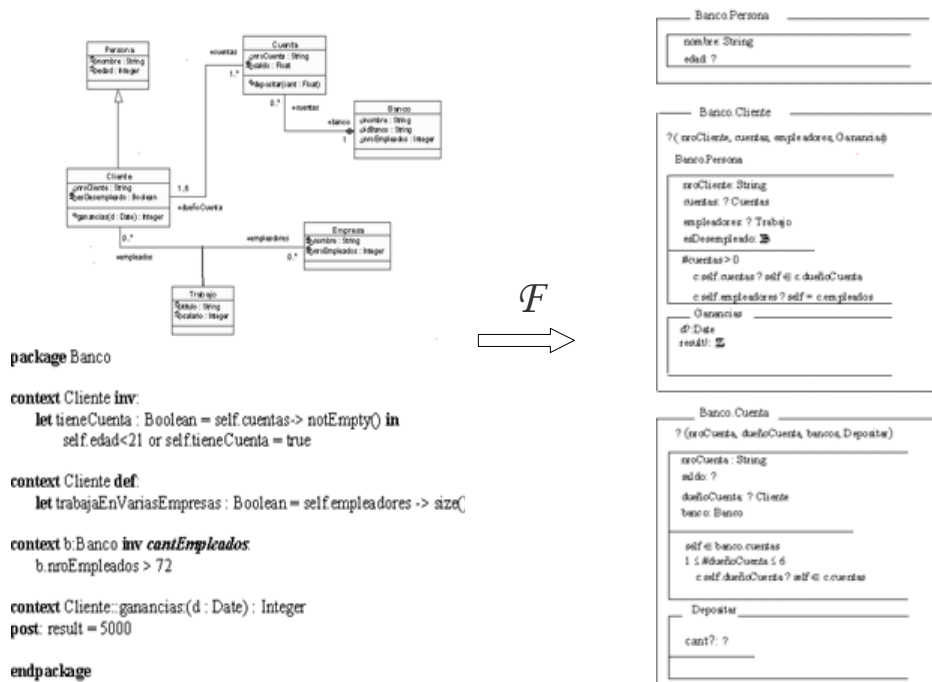 Persona
nombre : String
edad : Integer
+cuentas
1..*
Cuenta
nroCuenta : String
saldo : Float
depositar(cant : Float)
0..*
+cuentas
+banco
1
Banco
nombre : String
idBanco : String
nroEmpleados : Integer
Cliente
nroCliente : String
esDesempleado : Boolean
ganancias(d : Date) : Integer
+dueñoCuenta
0..*
+empleados
+empleadores
0..*
Empresa
nombre : String
nroEmpleados : Integer
Trabajo
titulo : String
salario : Integer
package Banco
context Cliente inv:
let tieneCuenta : Boolean = self.cuentas-> notEmpty() in
self.edad<21 or self.tieneCuenta = true
context Cliente def:
let trabajaEnVariasEmpresas : Boolean = self.empleadores -> size(
context b:Banco inv cantEmpleados:
b.nroEmpleados > 72
context Cliente::ganancias:(d : Date) : Integer
post: result = 5000
endpackage
F
Banco.Persona
nombre: String
edad: ?
Banco.Cliente
?( nroCliente, cuentas, empleadores, Ganancias)
Banco.Persona
nroCliente: String
cuentas: ? Cuentas
empleadores: ? Trabajo
esDesempleado: 𝔹
#cuentas > 0
c:self.cuentas ? self ∈ c.dueñoCuenta
c:self.empleadores ? self = c.empleados
Ganancias
d?:Date
result!: ℤ
Banco.Cuenta
? (nroCuenta, dueñoCuenta, bancos, Depositar)
nroCuenta : String
saldo: ?
dueñoCuenta: ? Cliente
banco: Banco
self ∈ banco.cuentas
1 ≤ #dueñoCuenta ≤ 6
c:self.dueñoCuenta ? self ∈ c.cuentas
Depositar
cant?: ?